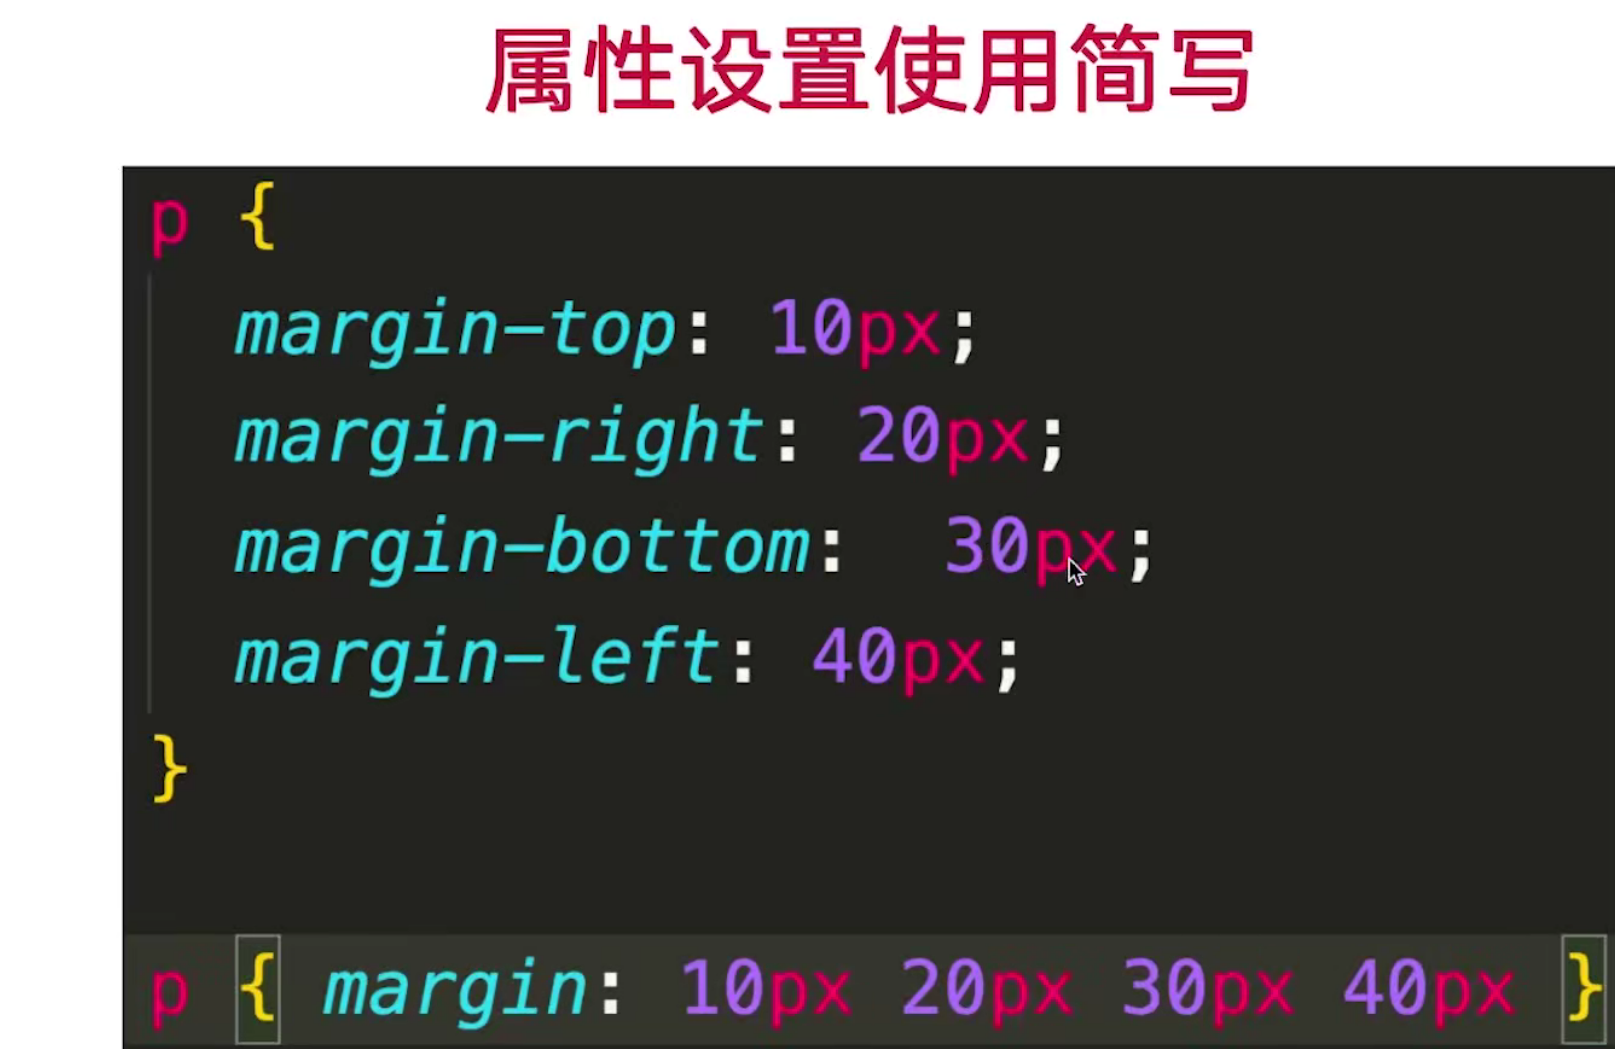 属性设置使用简写
p {
margin-top: 10px;
margin-right: 20px;
margin-bottom:  30px;
margin-left: 40px;
}
p { margin: 10px 20px 30px 40px }